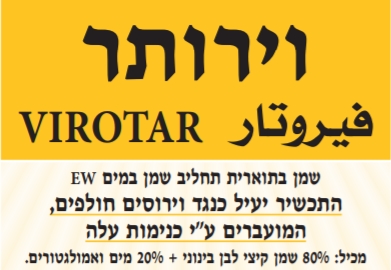 וירותר
VIROTAR فيروتار
שמן בתוארית תחליב שמן במים EW
התכשיר יעיל כנגד וירוסים חולפים,
המועברים ע״י כנימות עלה
מכיל: 80% שמן קיצי לבן בינוני + 20% מים ואמולגטורים.